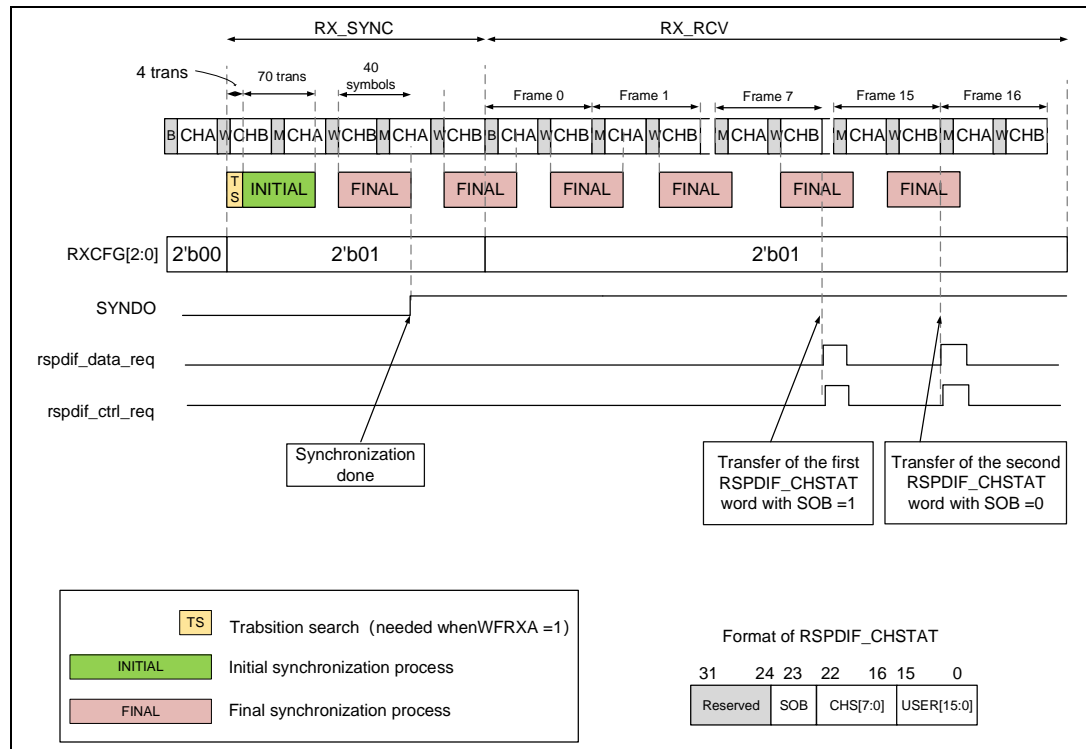 RX_SYNC RX_RCV
4 trans 70 trans 40
symbols
Frame 0 Frame 1 Frame 7 Frame 15 Frame 16
B CHA W CHB M CHA W CHB M CHA W CHB B CHA W CHB M CHA W CHB M CHA W CHB M CHA W CHB M CHA W CHB
T
S
INITIAL FINAL FINAL FINAL FINAL FINAL FINAL
RXCFG[2:0] 2'b00 2'b01 2'b01
SYNDO
rspdif_data_req
rspdif_ctrl_req
Synchronization
done
Transfer of the first
RSPDIF_CHSTAT
word with SOB =1
Transfer of the second
RSPDIF_CHSTAT
word with SOB =0
TS Trabsition search (needed whenWFRXA =1)
INITIAL Initial synchronization process
FINAL Final synchronization process
Format of RSPDIF_CHSTAT
31 24 23 22 16 15 0
Reserved SOB CHS[7:0] USER[15:0]